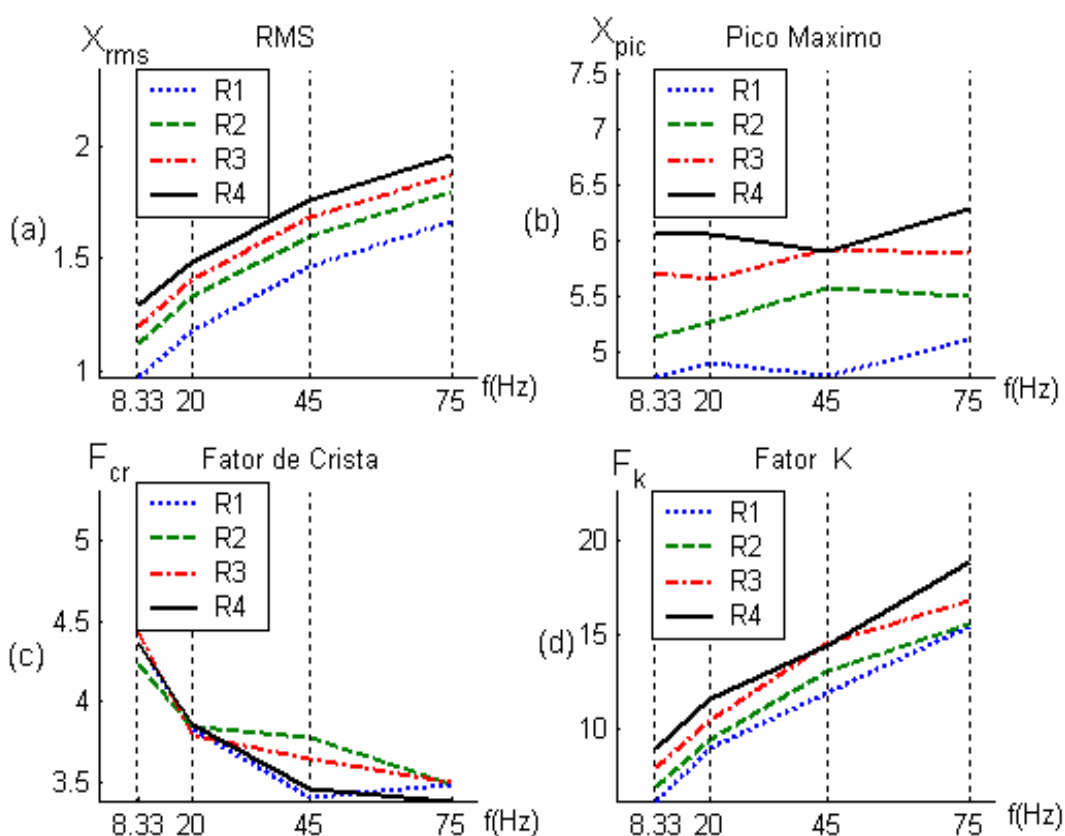 X_rms RMS
R1
R2
R3
R4
2
1.5
1
(a)
8.33 20 45 75 f(Hz)
X_pic Pico Maximo
R1
R2
R3
R4
7.5
7
6.5
6
5.5
5
(b)
8.33 20 45 75 f(Hz)
F_cr Fator de Crista
R1
R2
R3
R4
5
4.5
4
3.5
(c)
8.33 20 45 75 f(Hz)
F_k Fator K
R1
R2
R3
R4
20
15
10
(d)
8.33 20 45 75 f(Hz)